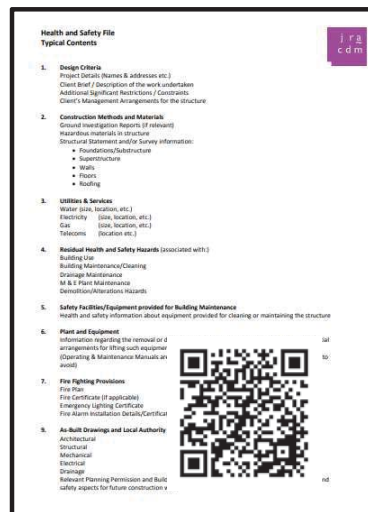 Health and Safety File
Typical Contents
jra
cdm
1. Design Criteria
Project Details (Names & addresses etc.)
Client Brief / Description of the work undertaken
Additional Significant Restrictions / Constraints
Client's Management Arrangements for the structure
2. Construction Methods and Materials
Ground Investigation Reports (if relevant)
Hazardous materials in structure
Structural Statement and/or Survey information:
• Foundations/Substructure
• Superstructure
• Walls
• Floors
• Roofing
3. Utilities & Services
Water (size, location, etc.)
Electricity (size, location, etc.)
Gas (size, location, etc.)
Telecoms (location etc.)
4. Residual Health and Safety Hazards (associated with:)
Building Use
Building Maintenance/Cleaning
Drainage Maintenance
M & E Plant Maintenance
Demolition/Alterations Hazards
5. Safety Facilities/Equipment provided for Building Maintenance
Health and safety information about equipment provided for cleaning or maintaining the structure
6. Plant and Equipment
Information regarding the removal or d
arrangements for lifting such equipmen
(Operating & Maintenance Manuals are to
avoid)
7. Fire Fighting Provisions
Fire Plan
Fire Certificate (if applicable)
Emergency Lighting Certificate
Fire Alarm Installation Details/Certificat
9. As-Built Drawings and Local Authority
Architectural
Structural
Mechanical
Electrical
Drainage
Relevant Planning Permission and Build nd
safety aspects for future construction w